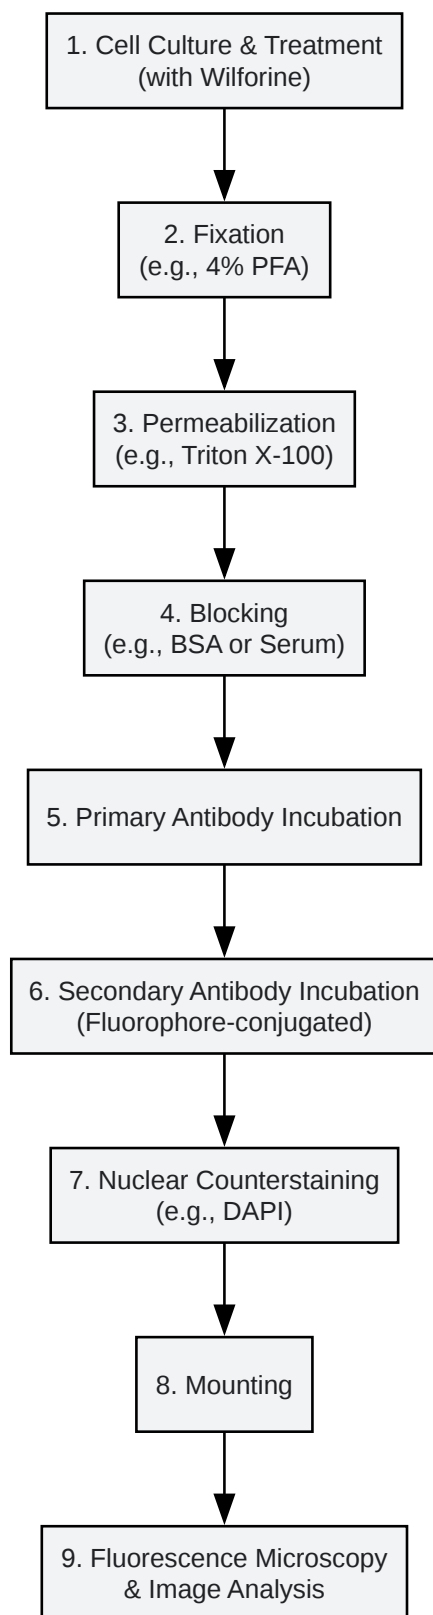 1. Cell Culture & Treatment
(with Wilforine)
2. Fixation
(e.g., 4% PFA)
3. Permeabilization
(e.g., Triton X-100)
4. Blocking
(e.g., BSA or Serum)
5. Primary Antibody Incubation
6. Secondary Antibody Incubation
(Fluorophore-conjugated)
7. Nuclear Counterstaining
(e.g., DAPI)
8. Mounting
9. Fluorescence Microscopy
& Image Analysis